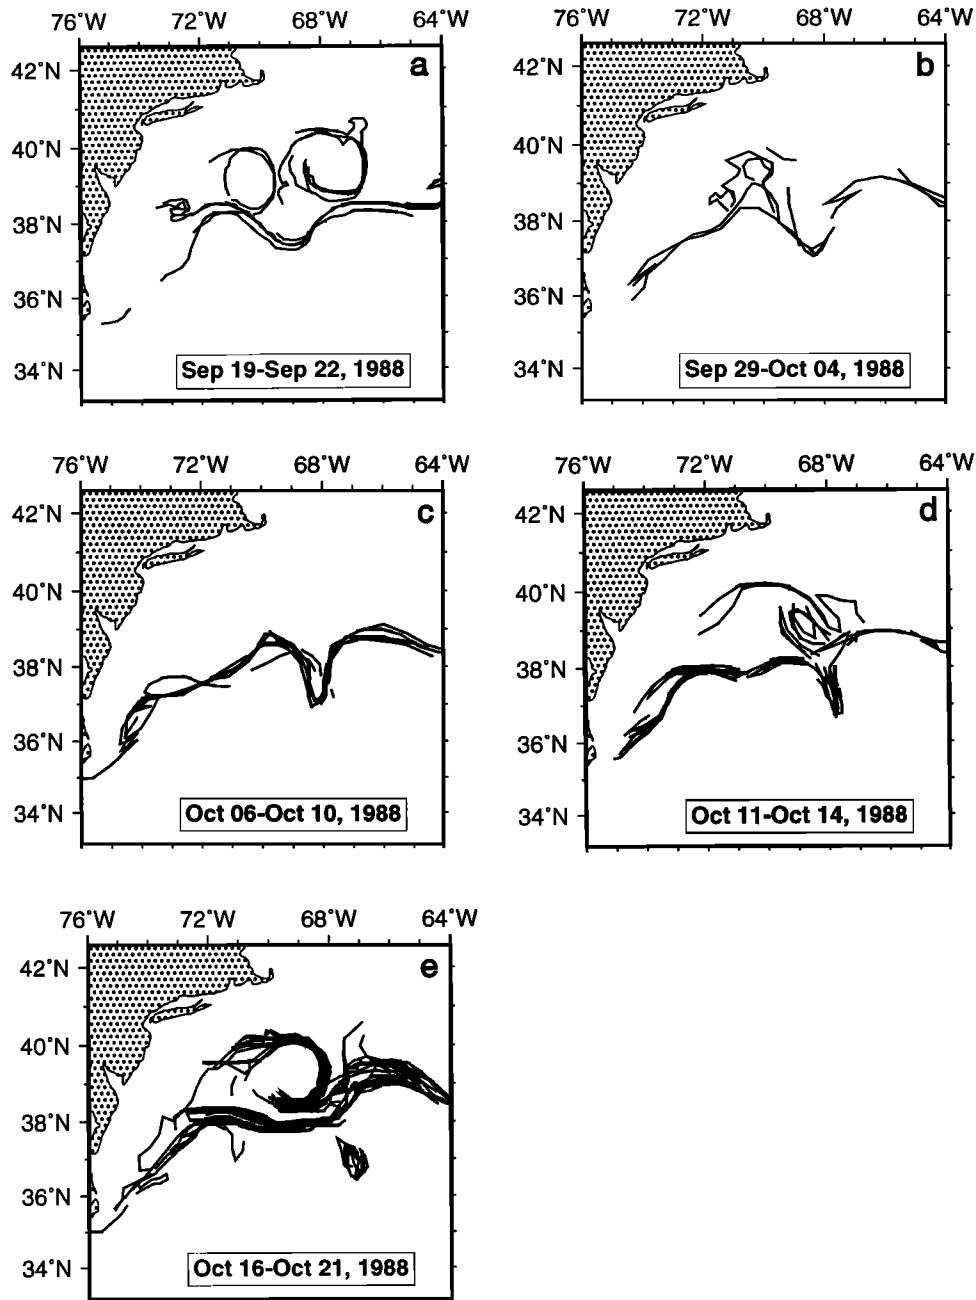 76°W 72°W 68°W 64°W
42°N
40°N
38°N
36°N
34°N
a
Sep 19-Sep 22, 1988
76°W 72°W 68°W 64°W
42°N
40°N
38°N
36°N
34°N
b
Sep 29-Oct 04, 1988
76°W 72°W 68°W 64°W
42°N
40°N
38°N
36°N
34°N
c
Oct 06-Oct 10, 1988
76°W 72°W 68°W 64°W
42°N
40°N
38°N
36°N
34°N
d
Oct 11-Oct 14, 1988
76°W 72°W 68°W 64°W
42°N
40°N
38°N
36°N
34°N
e
Oct 16-Oct 21, 1988